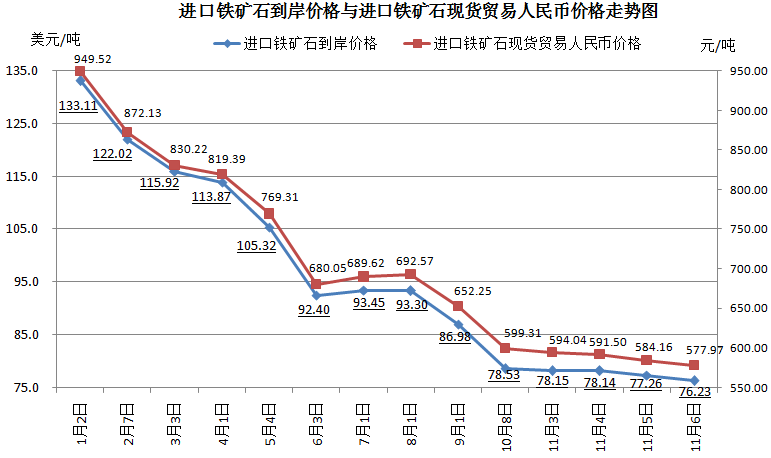 进口铁矿石到岸价格与进口铁矿石现货贸易人民币价格走势图
美元/吨
进口铁矿石到岸价格
进口铁矿石现货贸易人民币价格
元/吨
135.0
125.0
115.0
105.0
95.0
85.0
75.0
949.52
872.13
830.22
819.39
769.31
680.05
689.62
692.57
652.25
599.31
594.04
591.50
584.16
577.97
133.11
122.02
115.92
113.87
105.32
92.40
93.45
93.30
86.98
78.53
78.15
78.14
77.26
76.23
950.00
900.00
850.00
800.00
750.00
700.00
650.00
600.00
550.00
1月2日
2月7日
3月3日
4月1日
5月4日
6月3日
7月1日
8月1日
9月1日
10月8日
11月3日
11月4日
11月5日
11月6日